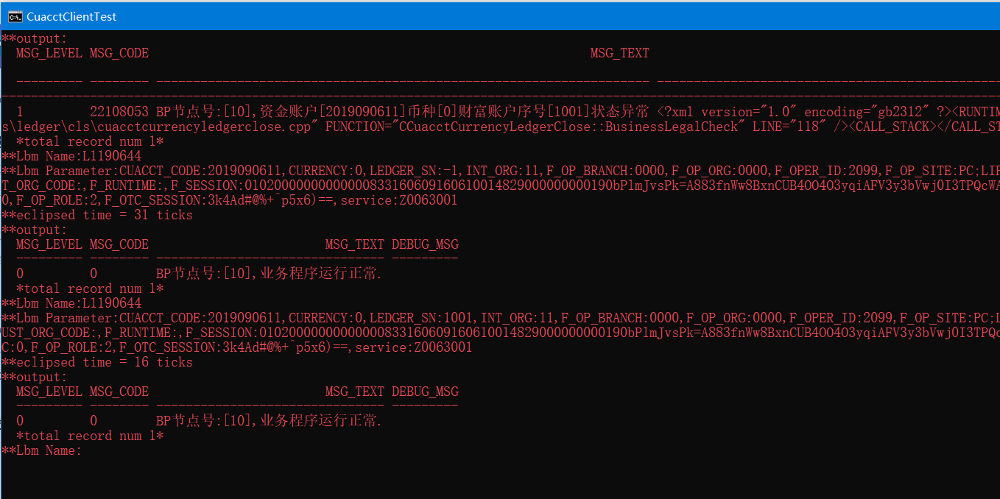 CuacctClientTest
**output:
MSG_LEVEL MSG_CODE MSG_TEXT
--------- -------- ------------------------------------------------------------------- -----------------------------------------------
----------------------------------------------------------------------------------------------------------------------------------------
1 22108053 BP节点号:[10],资金账户[2019090611]币种[0]财富账户序号[1001]状态异常 <?xml version="1.0" encoding="gb2312" ?><RUNTIM
s\ledger\cls\cuacctcurrencyledgerclose.cpp" FUNCTION="CCuacctCurrencyLedgerClose::BusinessLegalCheck" LINE="118" /><CALL_STACK></CALL_ST
*total record num 1*
**Lbm Name:L1190644
**Lbm Parameter:CUACCT_CODE:2019090611,CURRENCY:0,LEDGER_SN:-1,INT_ORG:11,F_OP_BRANCH:0000,F_OP_ORG:0000,F_OPER_ID:2099,F_OP_SITE:PC;LIP
T_ORG_CODE:,F_RUNTIME:,F_SESSION:0102000000000000083316060916061001482900000000190bPlmJvsPk=A883fnWw8BxnCUB4OO4O3yqiAFV3y3bVwj0I3TPQcWA
0,F_OP_ROLE:2,F_OTC_SESSION:3k4Ad#@%+^p5x6)==,service:Z0063001
**eclipsed time = 31 ticks
**output:
MSG_LEVEL MSG_CODE MSG_TEXT DEBUG_MSG
--------- -------- ------------------------------- ---------
0 0 BP节点号:[10],业务程序运行正常.
*total record num 1*
**Lbm Name:L1190644
**Lbm Parameter:CUACCT_CODE:2019090611,CURRENCY:0,LEDGER_SN:1001,INT_ORG:11,F_OP_BRANCH:0000,F_OP_ORG:0000,F_OPER_ID:2099,F_OP_SITE:PC;L
UST_ORG_CODE:,F_RUNTIME:,F_SESSION:0102000000000000083316060916061001482900000000190bPlmJvsPk=A883fnWw8BxnCUB4OO4O3yqiAFV3y3bVwj0I3TPQc
C:0,F_OP_ROLE:2,F_OTC_SESSION:3k4Ad#@%+^p5x6)==,service:Z0063001
**eclipsed time = 16 ticks
**output:
MSG_LEVEL MSG_CODE MSG_TEXT DEBUG_MSG
--------- -------- ------------------------------- ---------
0 0 BP节点号:[10],业务程序运行正常.
*total record num 1*
**Lbm Name: